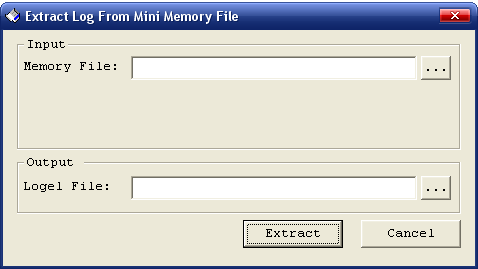 Extract Log From Mini Memory File
Input
Memory File:
...
Output
Logel File:
...
Extract
Cancel